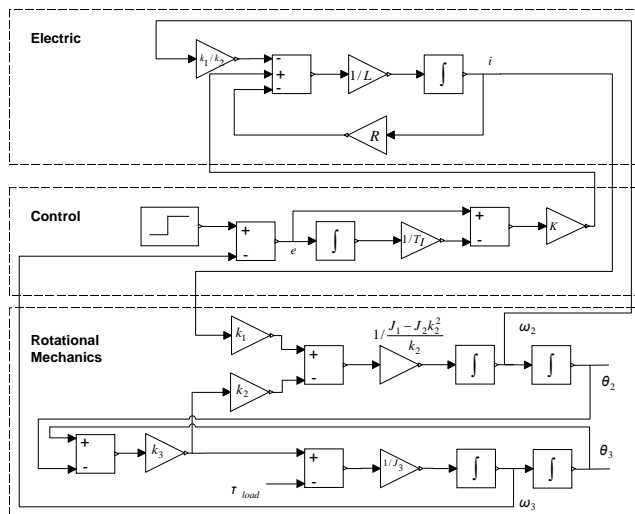 Electric
k1/k2
-
+
-
1/L
∫
i
R
Control
+
-
e
∫
1/TI
+
-
K
Rotational
Mechanics
k1
k2
+
-
1/(J1 − J2k2²)/k2
∫
ω2
∫
θ2
+
-
k3
+
-
τ load
1/J3
∫
ω3
∫
θ3